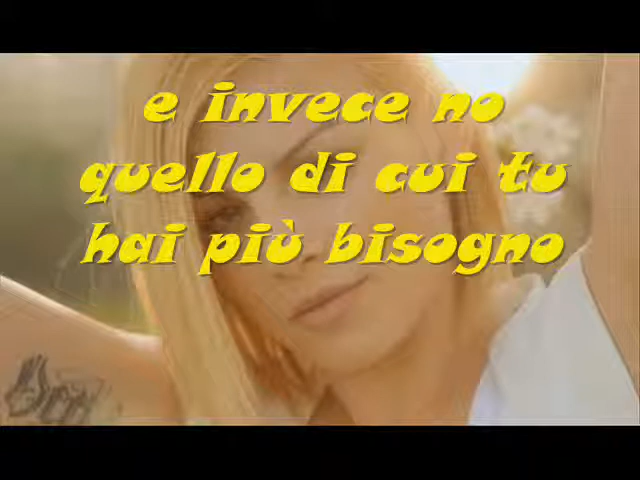 e invece no
quello di cui tu
hai più bisogno